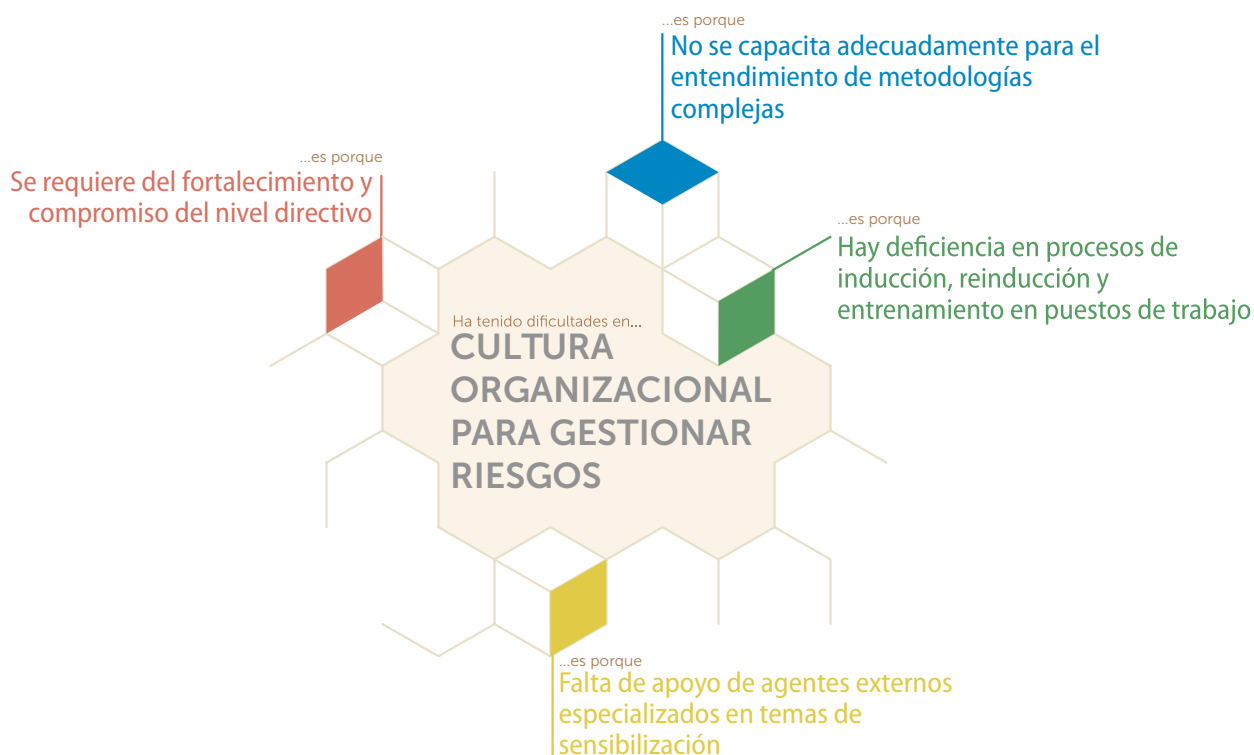 ...es porque
No se capacita adecuadamente para el
entendimiento de metodologías
complejas
...es porque
Se requiere del fortalecimiento y
compromiso del nivel directivo
...es porque
Hay deficiencia en procesos de
inducción, reinducción y
entrenamiento en puestos de trabajo
Ha tenido dificultades en...
CULTURA
ORGANIZACIONAL
PARA GESTIONAR
RIESGOS
...es porque
Falta de apoyo de agentes externos
especializados en temas de
sensibilización